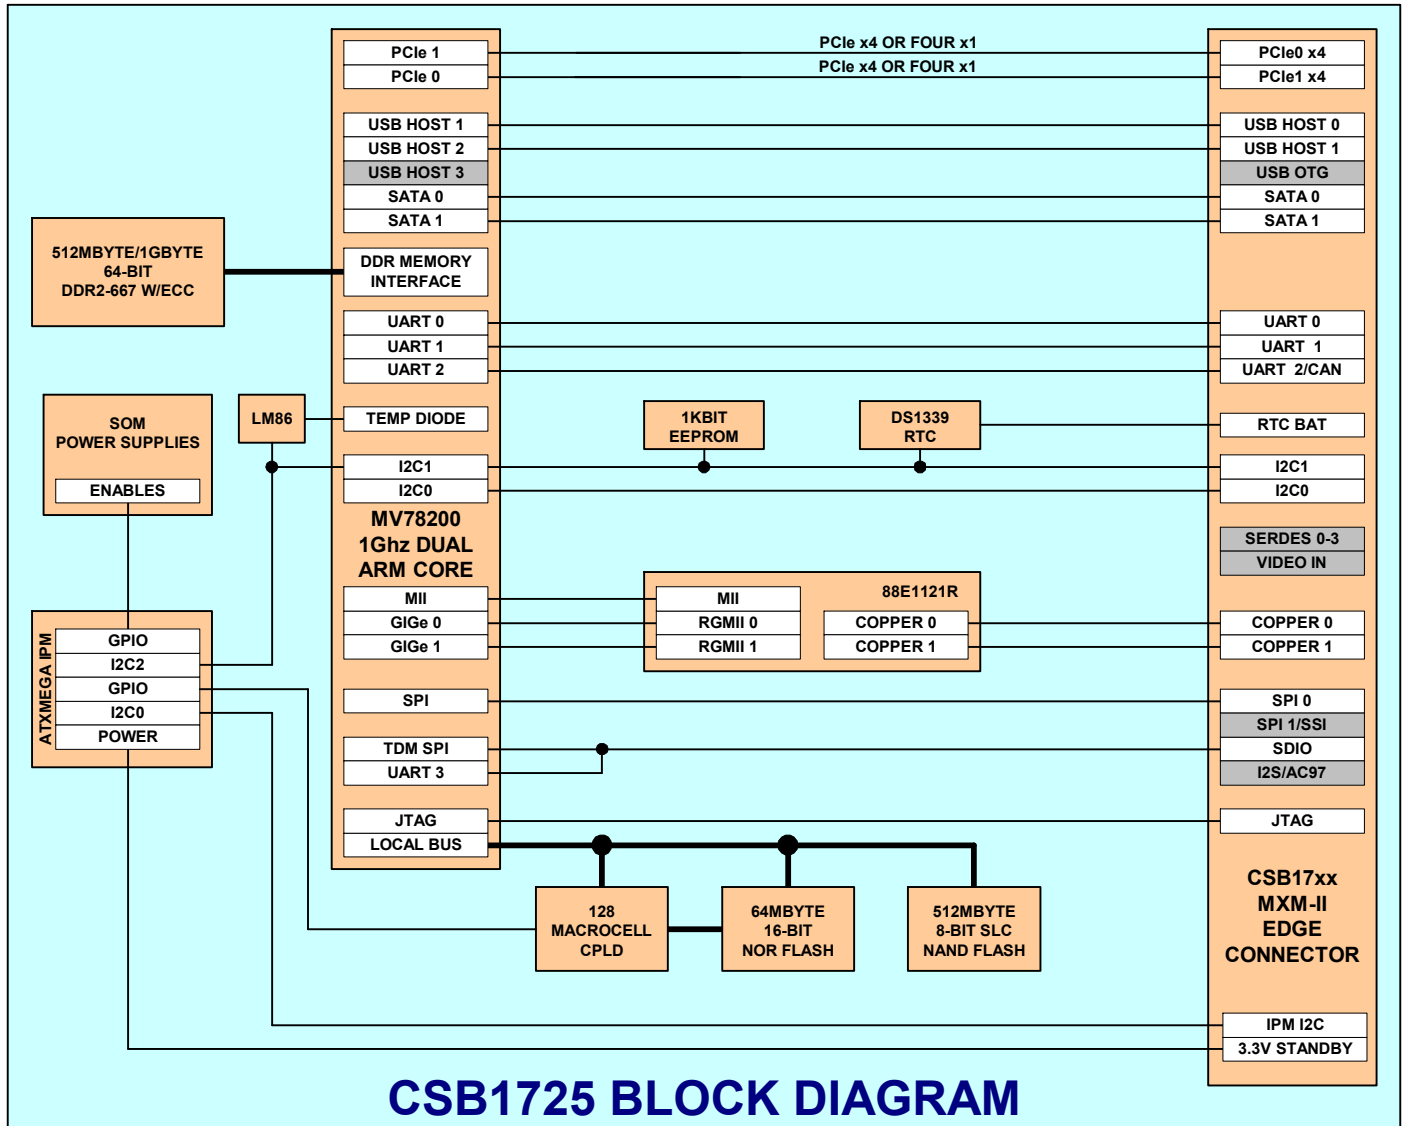 PCIe 1
PCIe 0
PCIe x4 OR FOUR x1
PCIe x4 OR FOUR x1
PCIe0 x4
PCIe1 x4
USB HOST 1
USB HOST 2
USB HOST 3
SATA 0
SATA 1
USB HOST 0
USB HOST 1
USB OTG
SATA 0
SATA 1
512MBYTE/1GBYTE
64-BIT
DDR2-667 W/ECC
DDR MEMORY
INTERFACE
UART 0
UART 1
UART 2
UART 0
UART 1
UART 2/CAN
SOM
POWER SUPPLIES
ENABLES
LM86
TEMP DIODE
1KBIT
EEPROM
DS1339
RTC
RTC BAT
I2C1
I2C0
I2C1
I2C0
MV78200
1Ghz DUAL
ARM CORE
SERDES 0-3
VIDEO IN
MII
GIGe 0
GIGe 1
88E1121R
MII
RGMII 0
RGMII 1
COPPER 0
COPPER 1
COPPER 0
COPPER 1
ATXMEGA IPM
GPIO
I2C2
GPIO
I2C0
POWER
SPI
TDM SPI
UART 3
SPI 0
SPI 1/SSI
SDIO
I2S/AC97
JTAG
LOCAL BUS
JTAG
128
MACROCELL
CPLD
64MBYTE
16-BIT
NOR FLASH
512MBYTE
8-BIT SLC
NAND FLASH
CSB17xx
MXM-II
EDGE
CONNECTOR
IPM I2C
3.3V STANDBY
CSB1725 BLOCK DIAGRAM